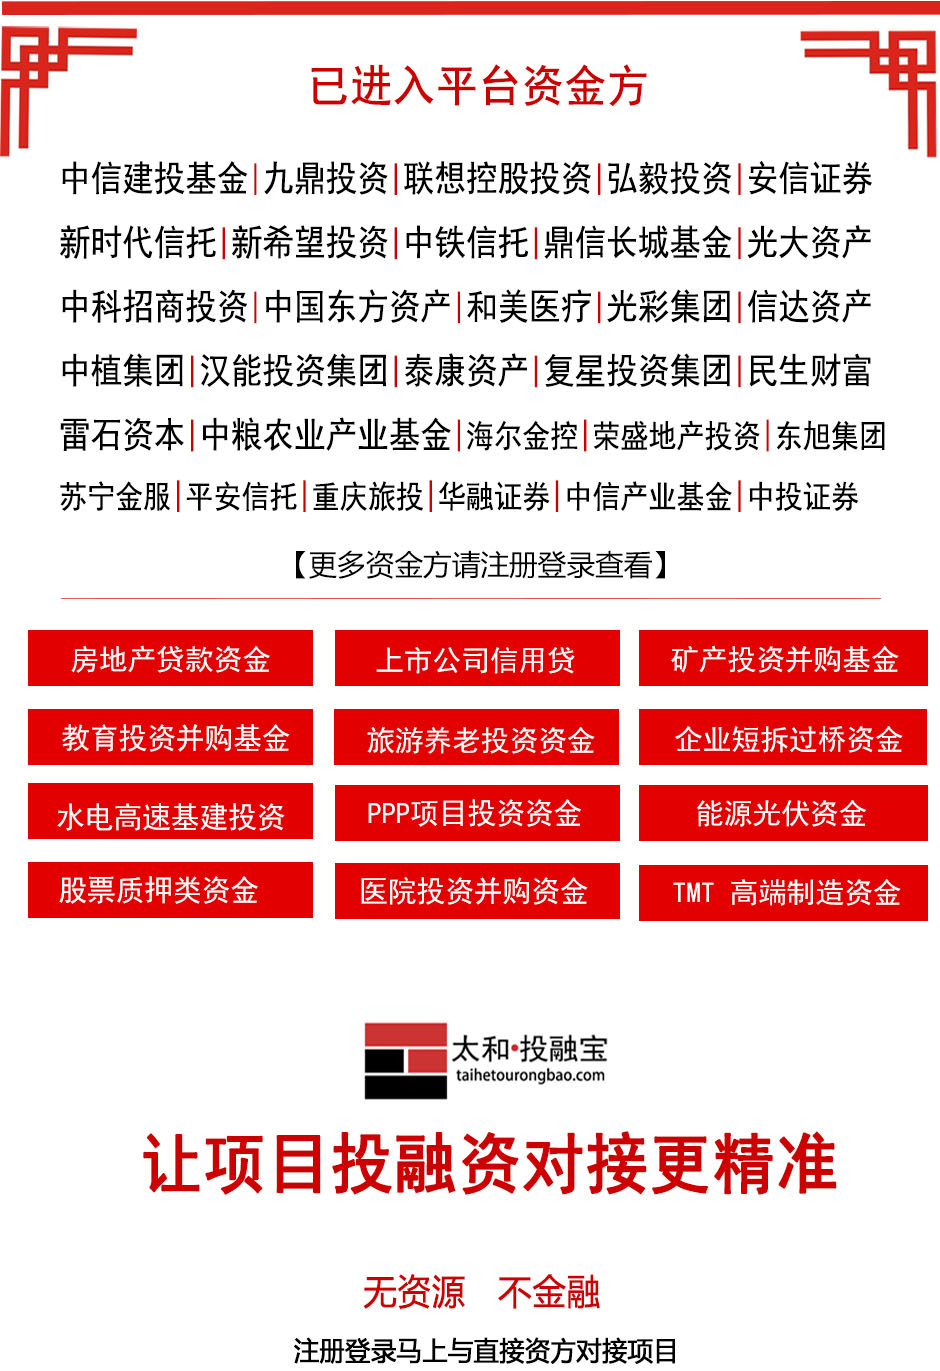 已进入平台资金方
中信建投基金|九鼎投资|联想控股投资|弘毅投资|安信证券
新时代信托|新希望投资|中铁信托|鼎信长城基金|光大资产
中科招商投资|中国东方资产|和美医疗|光彩集团|信达资产
中植集团|汉能投资集团|泰康资产|复星投资集团|民生财富
雷石资本|中粮农业产业基金|海尔金控|荣盛地产投资|东旭集团
苏宁金服|平安信托|重庆旅投|华融证券|中信产业基金|中投证券
【更多资金方请注册登录查看】
房地产贷款资金 上市公司信用贷 矿产投资并购基金
教育投资并购基金 旅游养老投资资金 企业短拆过桥资金
水电高速基建投资 PPP项目投资资金 能源光伏资金
股票质押类资金 医院投资并购资金 TMT 高端制造资金
太和·投融宝
taihetourongbao.com
让项目投融资对接更精准
无资源 不金融
注册登录马上与直接资方对接项目